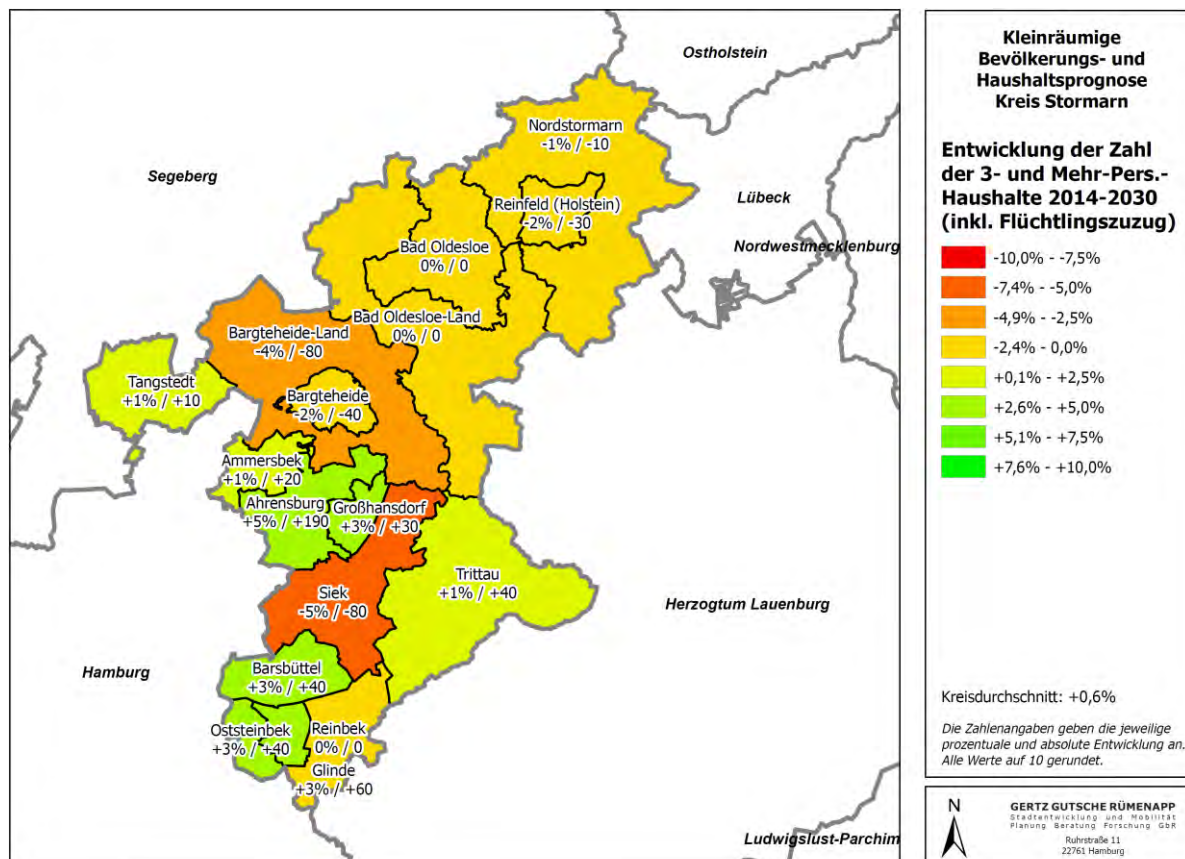 Ostholstein
Nordstormarn
-1% / -10
Segeberg
Reinfeld (Holstein)
-2% / -30
Lübeck
Nordwestmecklenburg
Bad Oldesloe
0% / 0
Bad Oldesloe-Land
0% / 0
Bargteheide-Land
-4% / -80
Tangstedt
+1% / +10
Bargteheide
-2% / -40
Ammersbek
+1% / +20
Ahrensburg
+5% / +190
Großhansdorf
+3% / +30
Trittau
+1% / +40
Siek
-5% / -80
Herzogtum Lauenburg
Hamburg
Barsbüttel
+3% / +40
Oststeinbek
+3% / +40
Reinbek
0% / 0
Glinde
+3% / +60
Ludwigslust-Parchim
Kleinräumige
Bevölkerungs- und
Haushaltsprognose
Kreis Stormarn
Entwicklung der Zahl
der 3- und Mehr-Pers.-
Haushalte 2014-2030
(inkl. Flüchtlingszuzug)
-10,0% - -7,5%
-7,4% - -5,0%
-4,9% - -2,5%
-2,4% - 0,0%
+0,1% - +2,5%
+2,6% - +5,0%
+5,1% - +7,5%
+7,6% - +10,0%
Kreisdurchschnitt: +0,6%
Die Zahlenangaben geben die jeweilige
prozentuale und absolute Entwicklung an.
Alle Werte auf 10 gerundet.
N
GERTZ GUTSCHE RÜMENAPP
Stadtentwicklung und Mobilität
Planung Beratung Forschung GbR
Ruhrstraße 11
22761 Hamburg